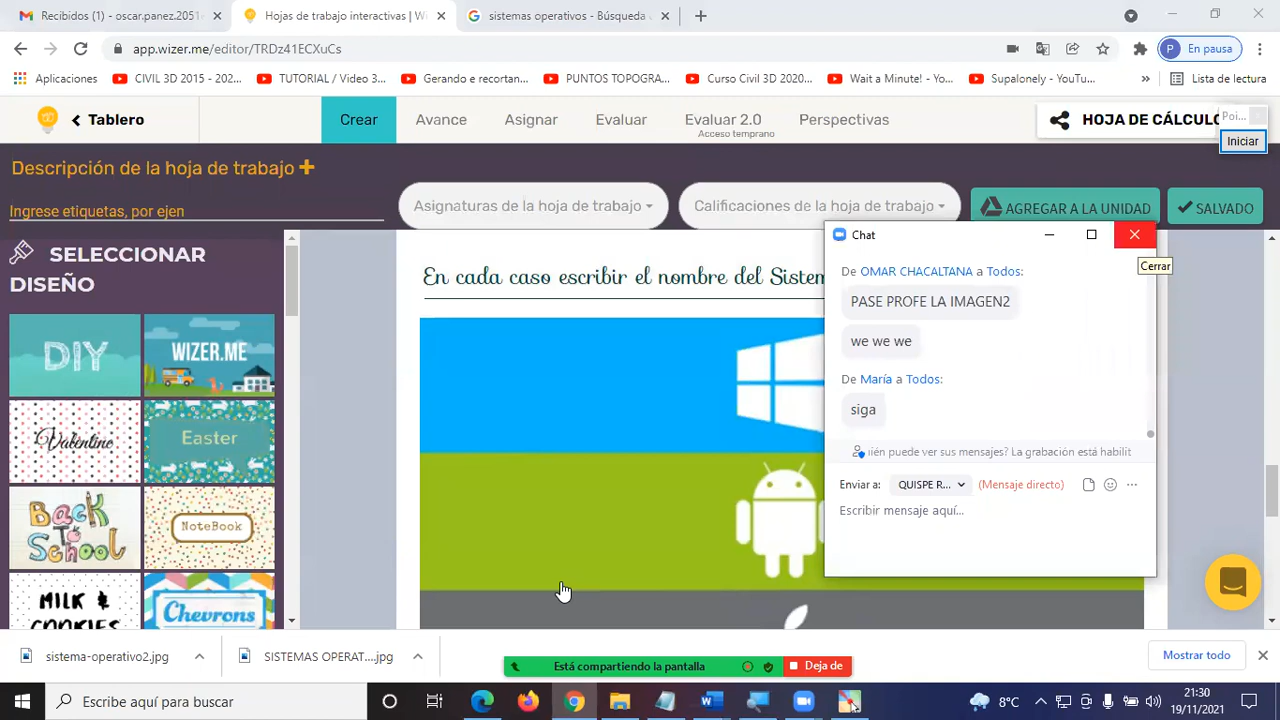 Recibidos (1) - oscar.panez.2051
Hojas de trabajo interactivas | W
sistemas operativos - Búsqueda
app.wizer.me/editor/TRDz41ECXuCs
En pausa
Aplicaciones
CIVIL 3D 2015 - 202...
TUTORIAL / Video 3...
Gerando e recortan...
PUNTOS TOPOGRA...
Curso Civil 3D 2020...
Wait a Minute! - Yo...
Supalonely - YouTu...
Lista de lectura
Tablero
Crear
Avance
Asignar
Evaluar
Evaluar 2.0
Acceso temprano
Perspectivas
HOJA DE CÁLCUL
Poi...
Iniciar
Descripción de la hoja de trabajo
Ingrese etiquetas, por ejen
Asignaturas de la hoja de trabajo
Calificaciones de la hoja de trabajo
AGREGAR A LA UNIDAD
SALVADO
SELECCIONAR
DISEÑO
DIY
WIZER.ME
Valentine
Easter
Back
To
School
NoteBook
MILK &
COOKIES
Chevrons
En cada caso escribir el nombre del Sistem
Chat
Cerrar
De OMAR CHACALTANA a Todos:
PASE PROFE LA IMAGEN2
we we we
De María a Todos:
siga
ién puede ver sus mensajes? La grabación está habilit
Enviar a: QUISPE R... (Mensaje directo)
Escribir mensaje aquí...
sistema-operativo2.jpg
SISTEMAS OPERAT....jpg
Está compartiendo la pantalla
Deja de
Mostrar todo
Escribe aquí para buscar
8°C
21:30
19/11/2021